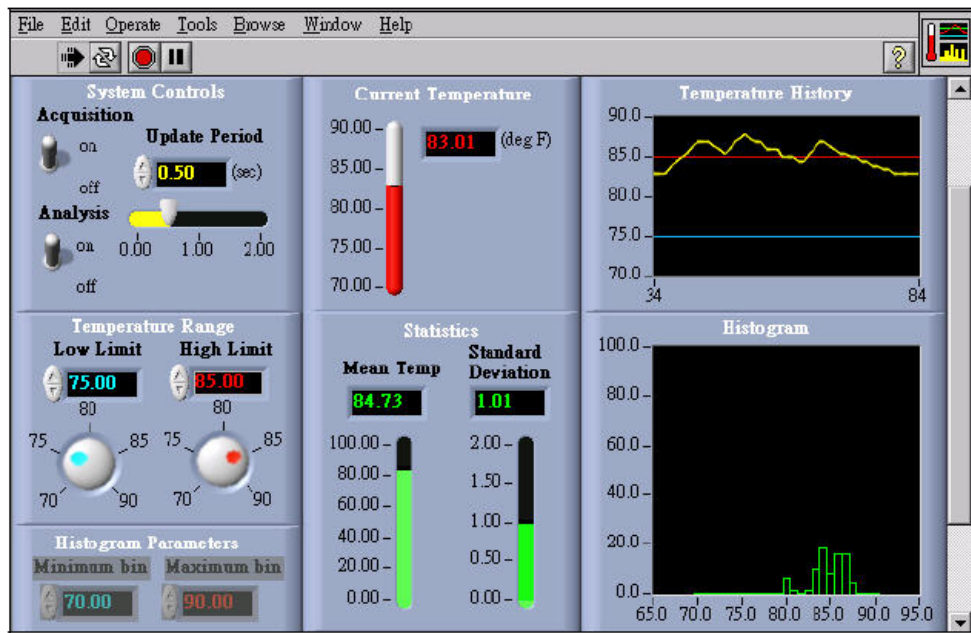 File Edit Operate Tools Browse Window Help
?
System Controls
Acquisition
on
off
Update Period
0.50 (sec)
Analysis
on
off
0.00 1.00 2.00
Current Temperature
90.00
85.00
80.00
75.00
70.00
83.01 (deg F)
Temperature History
90.0
85.0
80.0
75.0
70.0
34 84
Temperature Range
Low Limit High Limit
75.00 85.00
80 80
75 85 75 85
70 90 70 90
Histogram Parameters
Minimum bin Maximum bin
70.00 90.00
Statistics
Mean Temp
84.73
100.00
80.00
60.00
40.00
20.00
0.00
Standard
Deviation
1.01
2.00
1.50
1.00
0.50
0.00
Histogram
100.0
80.0
60.0
40.0
20.0
0.0
65.0 70.0 75.0 80.0 85.0 90.0 95.0